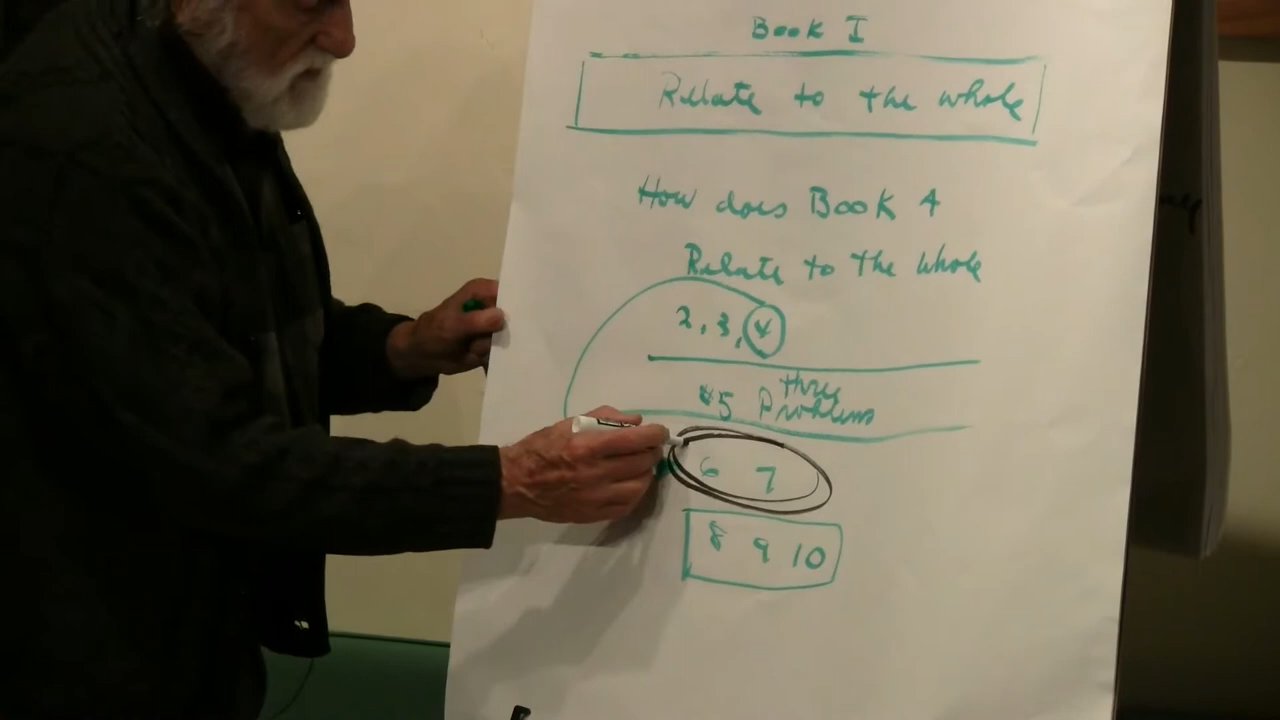 Book I
Relate to the whole
How does Book 4
Relate to the whole
2, 3, 4
three
5 Problems
6 7
8 9 10